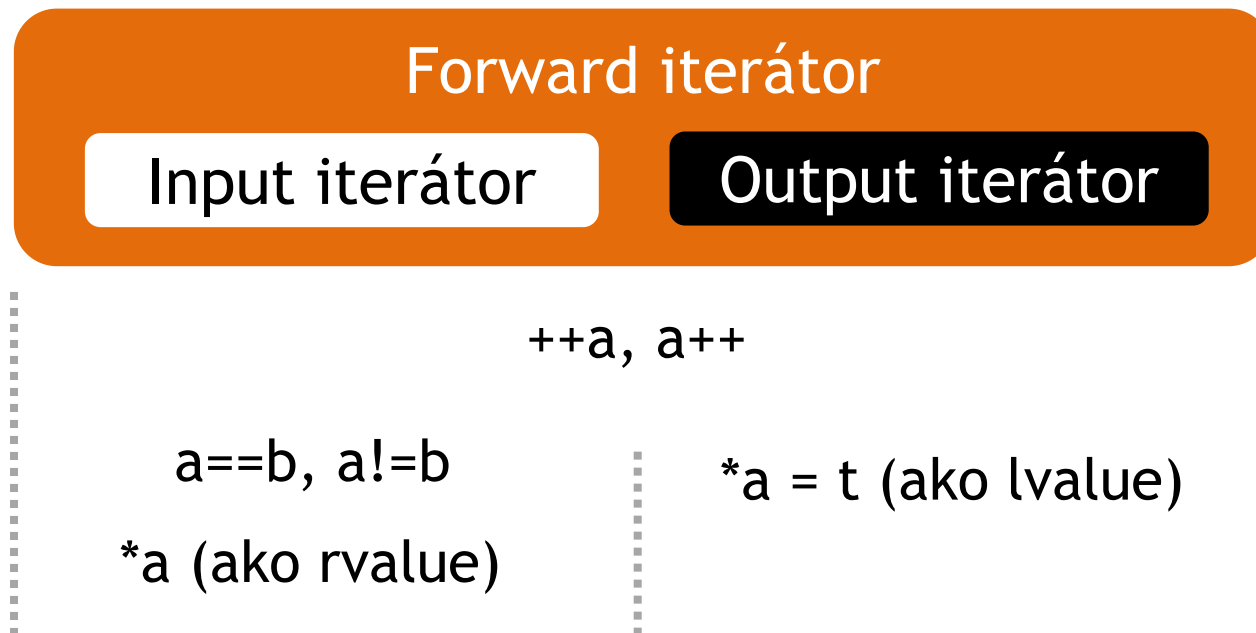 Forward iterátor
Input iterátor
Output iterátor
++a, a++
a==b, a!=b
*a (ako rvalue)
*a = t (ako lvalue)